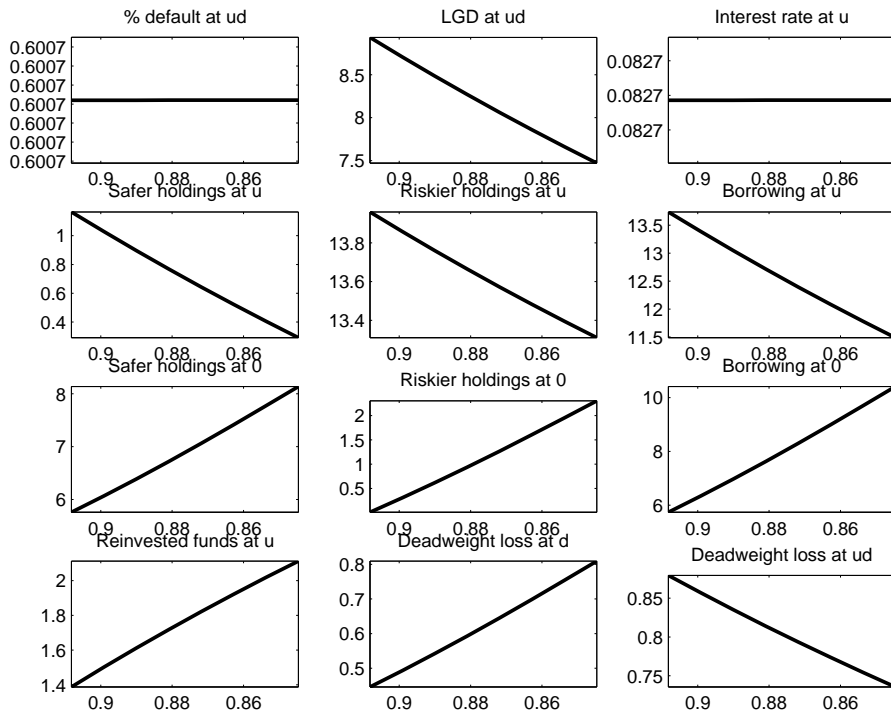 % default at ud
LGD at ud
Interest rate at u
0.6007
0.6007
0.6007
0.6007
0.6007
0.6007
0.6007
8.5
8
7.5
0.0827
0.0827
0.0827
0.9 0.88 0.86
0.9 0.88 0.86
0.9 0.88 0.86
Safer holdings at u
Riskier holdings at u
Borrowing at u
1
0.8
0.6
0.4
13.8
13.6
13.4
13.5
13
12.5
12
11.5
0.9 0.88 0.86
0.9 0.88 0.86
0.9 0.88 0.86
Safer holdings at 0
Riskier holdings at 0
Borrowing at 0
8
7
6
2
1.5
1
0.5
10
8
6
0.9 0.88 0.86
0.9 0.88 0.86
0.9 0.88 0.86
Reinvested funds at u
Deadweight loss at d
Deadweight loss at ud
2
1.8
1.6
1.4
0.8
0.7
0.6
0.5
0.85
0.8
0.75
0.9 0.88 0.86
0.9 0.88 0.86
0.9 0.88 0.86